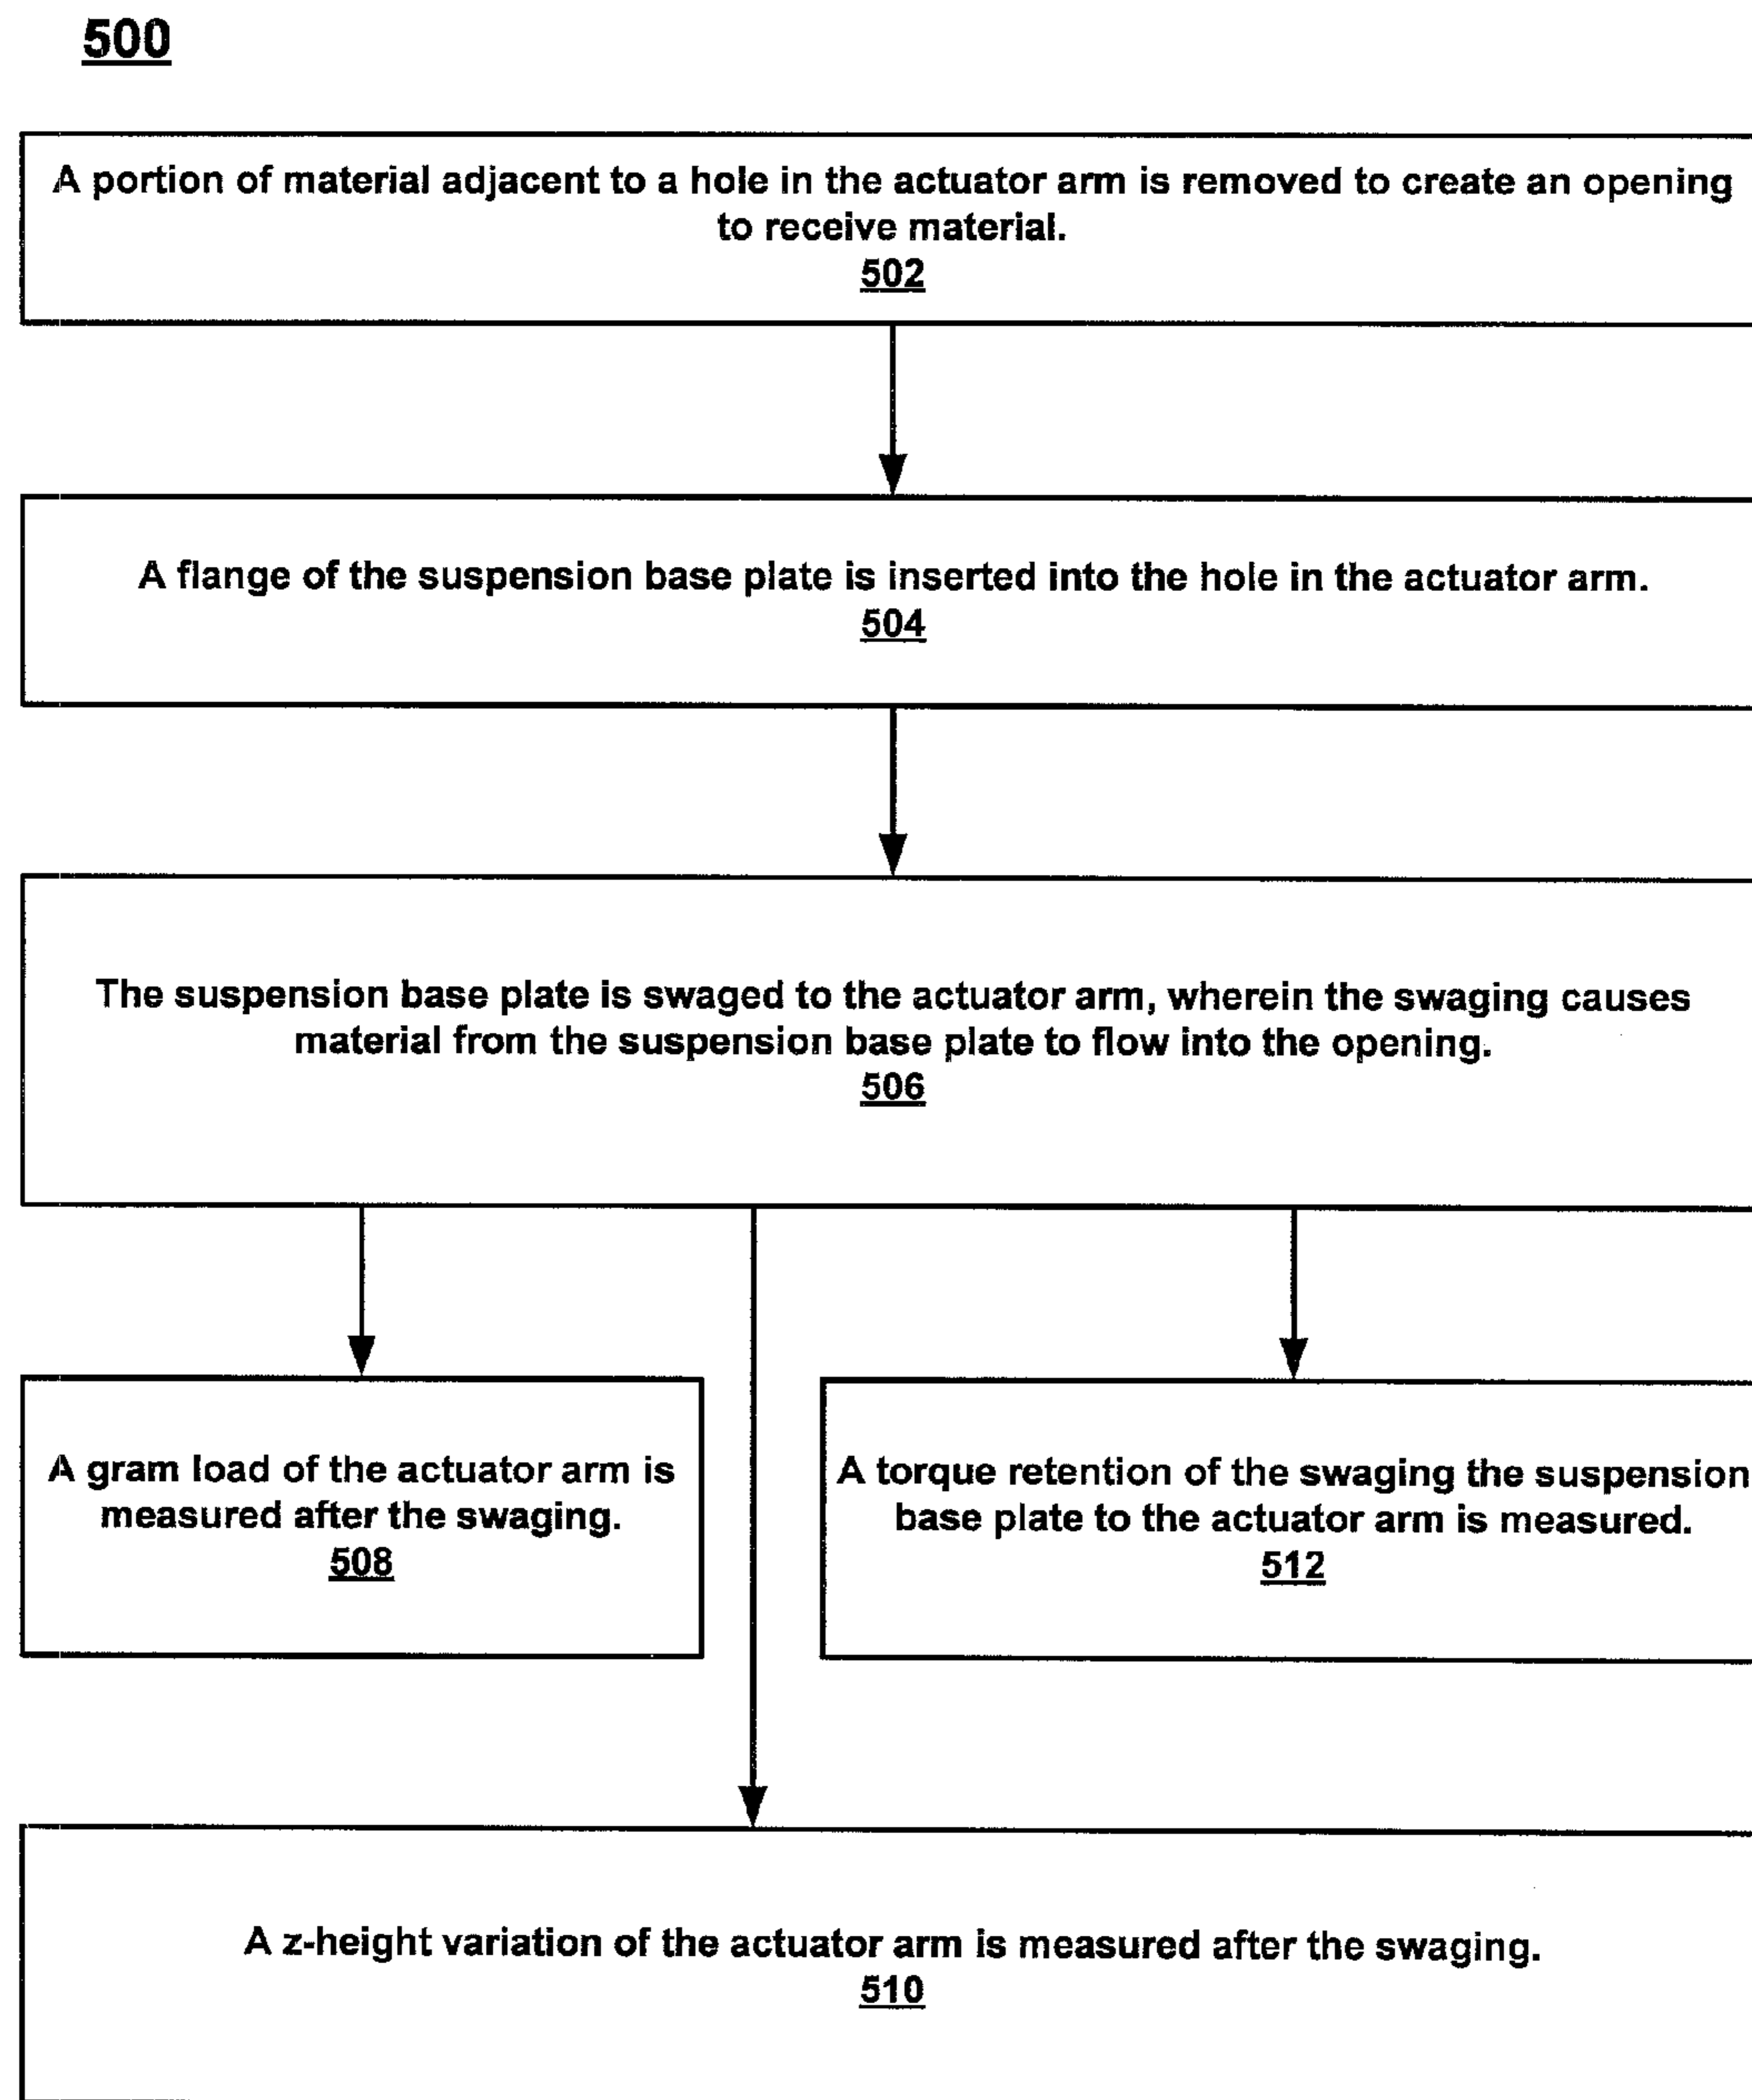 500
A portion of material adjacent to a hole in the actuator arm is removed to create an opening
to receive material.
502
A flange of the suspension base plate is inserted into the hole in the actuator arm.
504
The suspension base plate is swaged to the actuator arm, wherein the swaging causes
material from the suspension base plate to flow into the opening.
506
A gram load of the actuator arm is
measured after the swaging.
508
A torque retention of the swaging the suspension
base plate to the actuator arm is measured.
512
A z-height variation of the actuator arm is measured after the swaging.
510